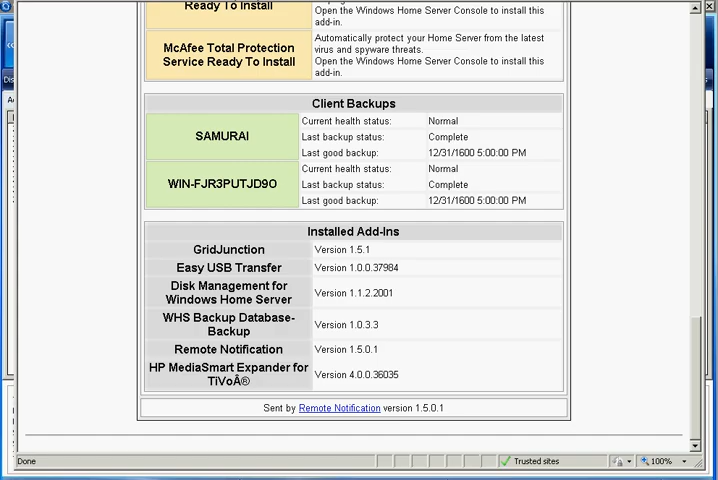 Ready To Install
Open the Windows Home Server Console to install this
add-in.
McAfee Total Protection
Service Ready To Install
Automatically protect your Home Server from the latest
virus and spyware threats.
Open the Windows Home Server Console to install this
add-in.
Client Backups
SAMURAI
Current health status: Normal
Last backup status: Complete
Last good backup: 12/31/1600 5:00:00 PM
WIN-FJR3PUTJD9O
Current health status: Normal
Last backup status: Complete
Last good backup: 12/31/1600 5:00:00 PM
Installed Add-Ins
GridJunction Version 1.5.1
Easy USB Transfer Version 1.0.0.37984
Disk Management for
Windows Home Server Version 1.1.2.2001
WHS Backup Database-
Backup Version 1.0.3.3
Remote Notification Version 1.5.0.1
HP MediaSmart Expander for
TiVoÂ® Version 4.0.0.36035
Sent by Remote Notification version 1.5.0.1
Done Trusted sites 100%